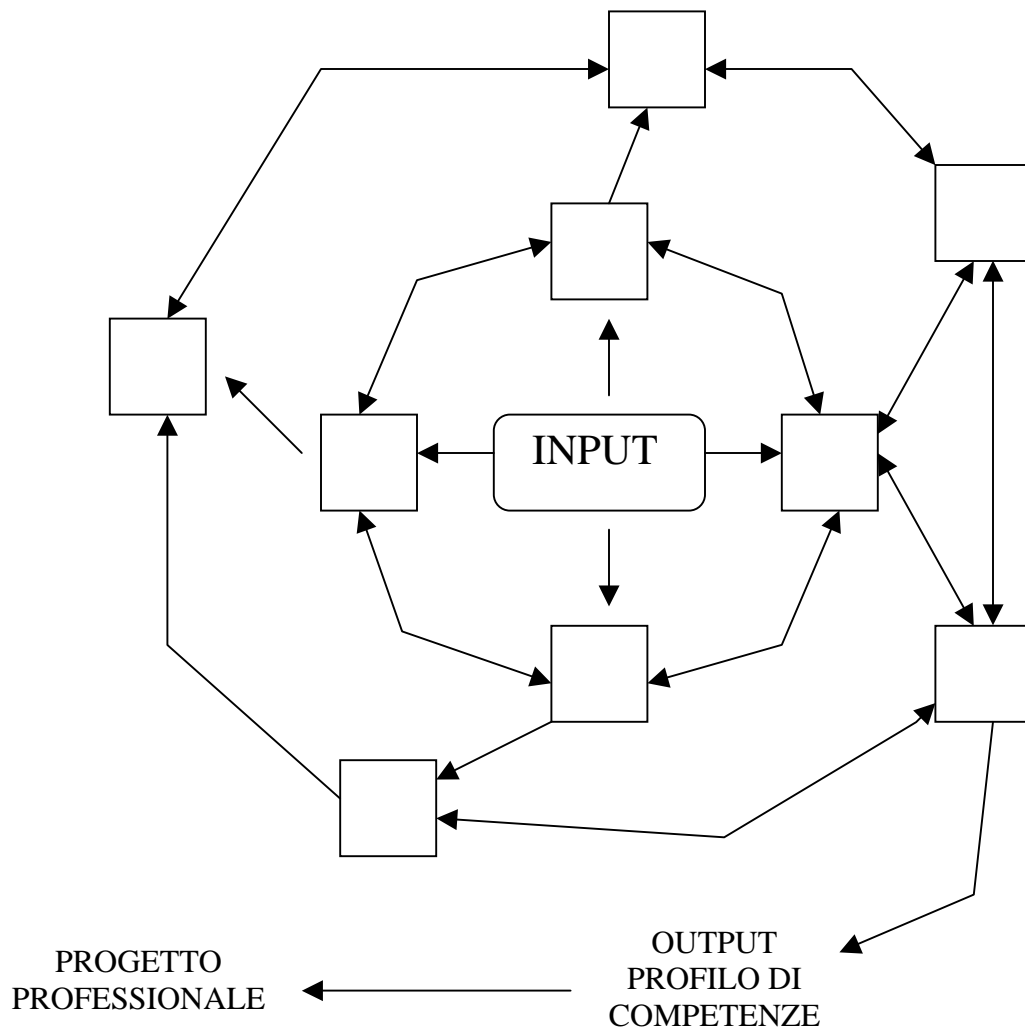 INPUT
PROGETTO
PROFESSIONALE
OUTPUT
PROFILO DI
COMPETENZE